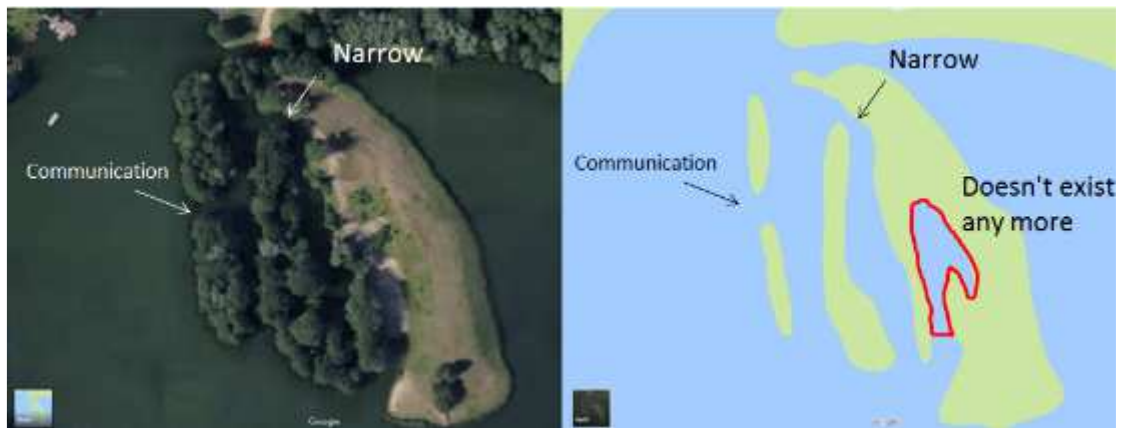 Narrow
Communication
Google
Narrow
Communication
Doesn't exist
any more